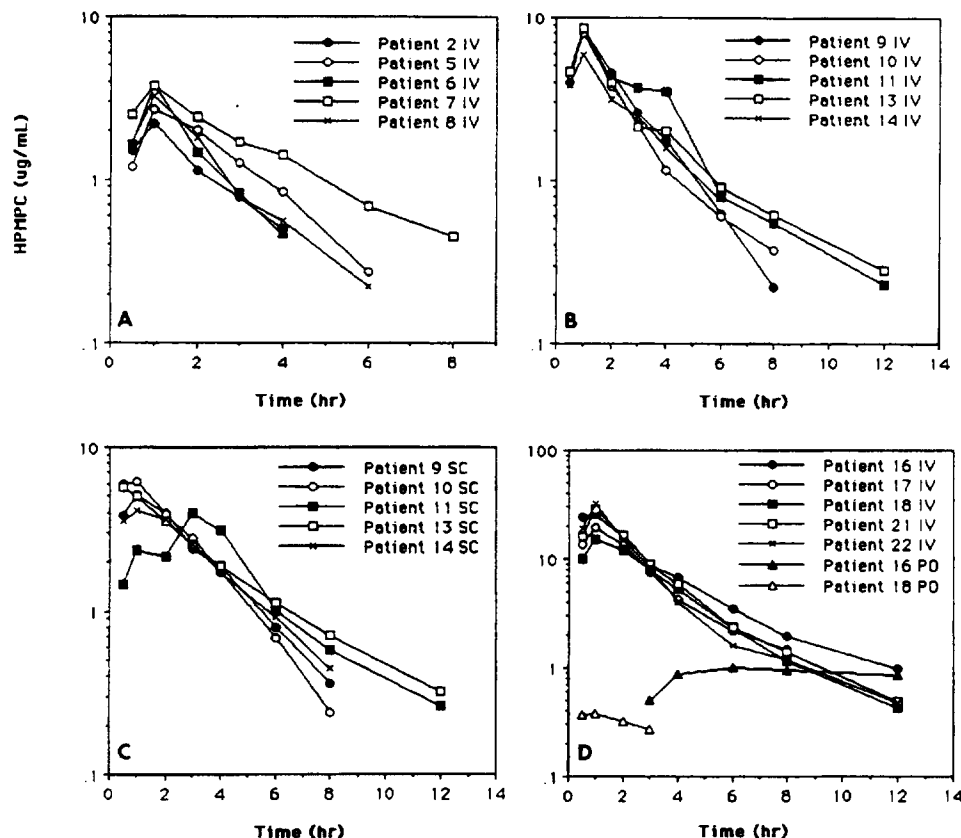 HPMPC (ug/mL)
10
1
.1
Patient 2 IV
Patient 5 IV
Patient 6 IV
Patient 7 IV
Patient 8 IV
A
0 2 4 6 8 10
Time (hr)
10
1
.1
Patient 9 IV
Patient 10 IV
Patient 11 IV
Patient 13 IV
Patient 14 IV
B
0 2 4 6 8 10 12 14
Time (hr)
10
1
.1
Patient 9 SC
Patient 10 SC
Patient 11 SC
Patient 13 SC
Patient 14 SC
C
0 2 4 6 8 10 12 14
Time (hr)
100
10
1
.1
Patient 16 IV
Patient 17 IV
Patient 18 IV
Patient 21 IV
Patient 22 IV
Patient 16 PO
Patient 18 PO
D
0 2 4 6 8 10 12 14
Time (hr)